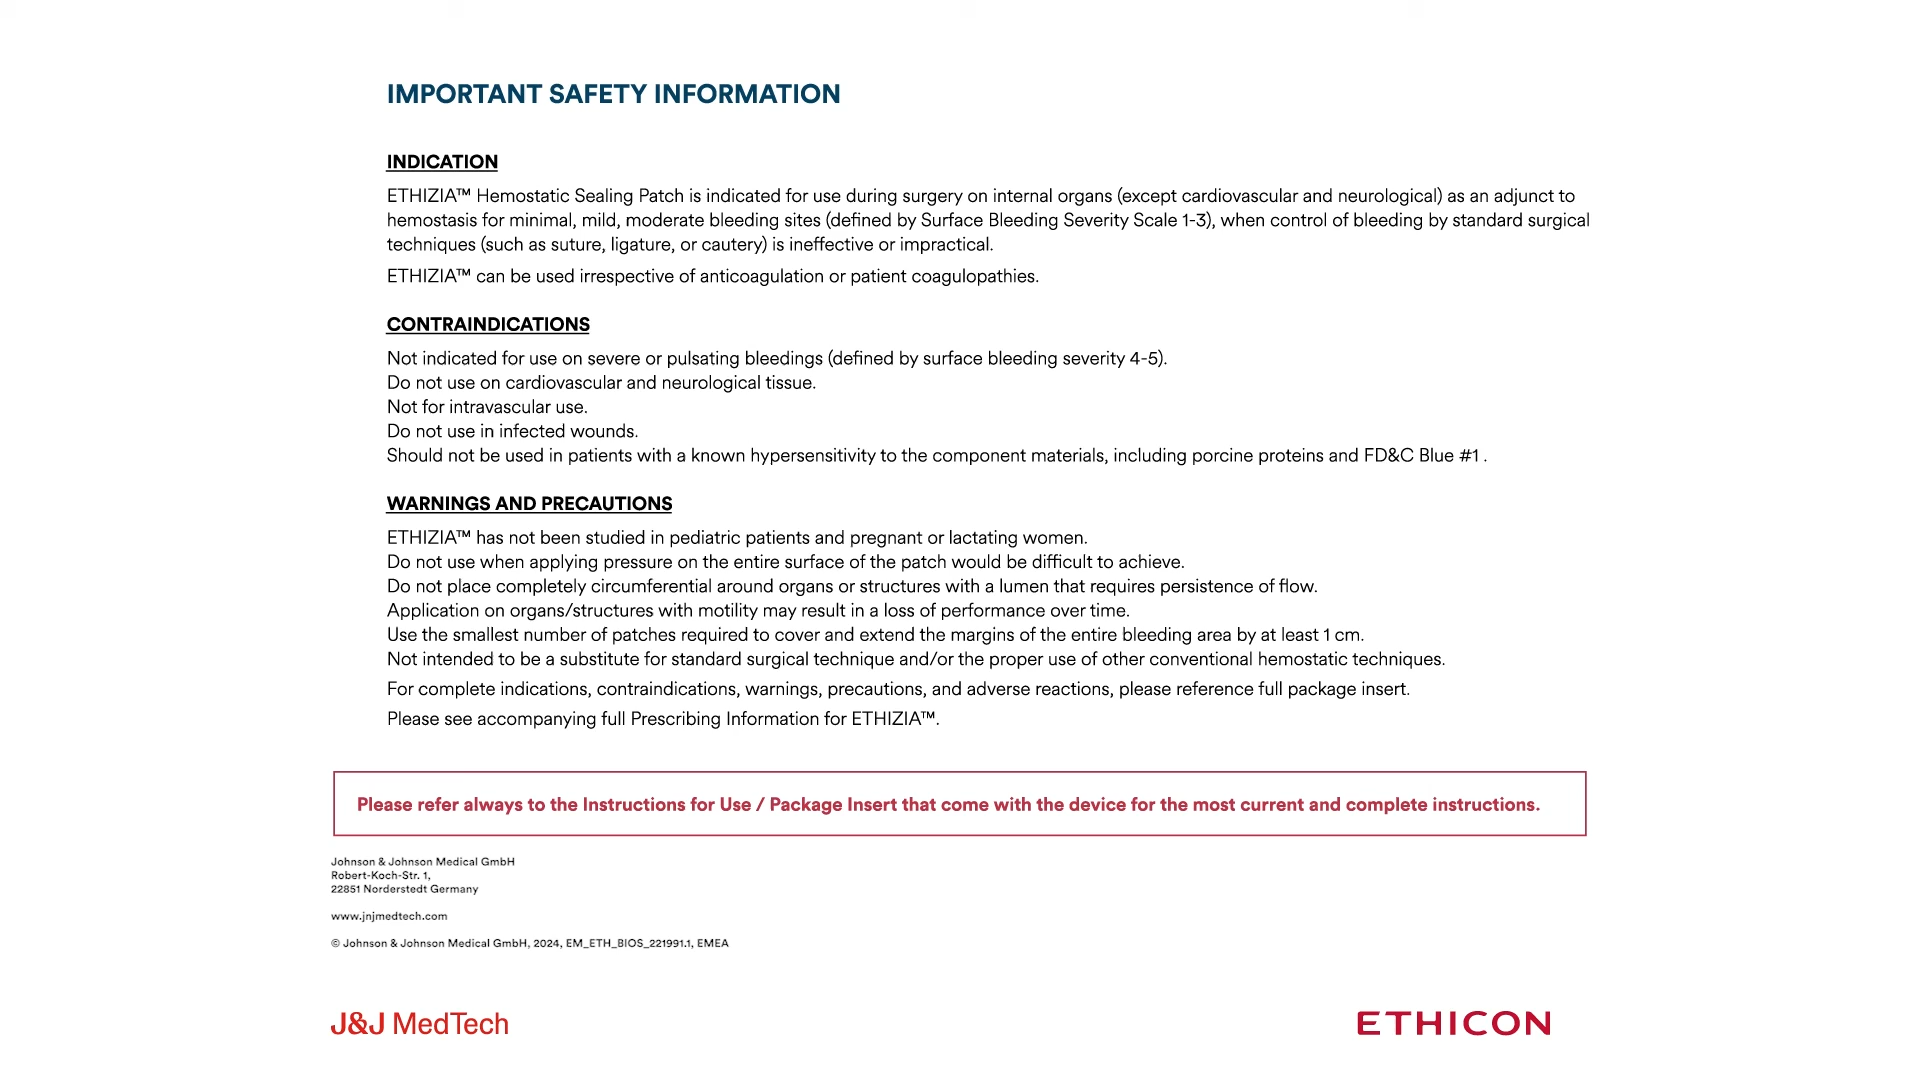 IMPORTANT SAFETY INFORMATION
INDICATION
ETHIZIA™ Hemostatic Sealing Patch is indicated for use during surgery on internal organs (except cardiovascular and neurological) as an adjunct to
hemostasis for minimal, mild, moderate bleeding sites (defined by Surface Bleeding Severity Scale 1-3), when control of bleeding by standard surgical
techniques (such as suture, ligature, or cautery) is ineffective or impractical.
ETHIZIA™ can be used irrespective of anticoagulation or patient coagulopathies.
CONTRAINDICATIONS
Not indicated for use on severe or pulsating bleedings (defined by surface bleeding severity 4-5).
Do not use on cardiovascular and neurological tissue.
Not for intravascular use.
Do not use in infected wounds.
Should not be used in patients with a known hypersensitivity to the component materials, including porcine proteins and FD&C Blue #1 .
WARNINGS AND PRECAUTIONS
ETHIZIA™ has not been studied in pediatric patients and pregnant or lactating women.
Do not use when applying pressure on the entire surface of the patch would be difficult to achieve.
Do not place completely circumferential around organs or structures with a lumen that requires persistence of flow.
Application on organs/structures with motility may result in a loss of performance over time.
Use the smallest number of patches required to cover and extend the margins of the entire bleeding area by at least 1 cm.
Not intended to be a substitute for standard surgical technique and/or the proper use of other conventional hemostatic techniques.
For complete indications, contraindications, warnings, precautions, and adverse reactions, please reference full package insert.
Please see accompanying full Prescribing Information for ETHIZIA™.
Please refer always to the Instructions for Use / Package Insert that come with the device for the most current and complete instructions.
Johnson & Johnson Medical GmbH
Robert-Koch-Str. 1,
22851 Norderstedt Germany
www.jnjmedtech.com
© Johnson & Johnson Medical GmbH, 2024, EM_ETH_BIOS_221991.1, EMEA
J&J MedTech
ETHICON